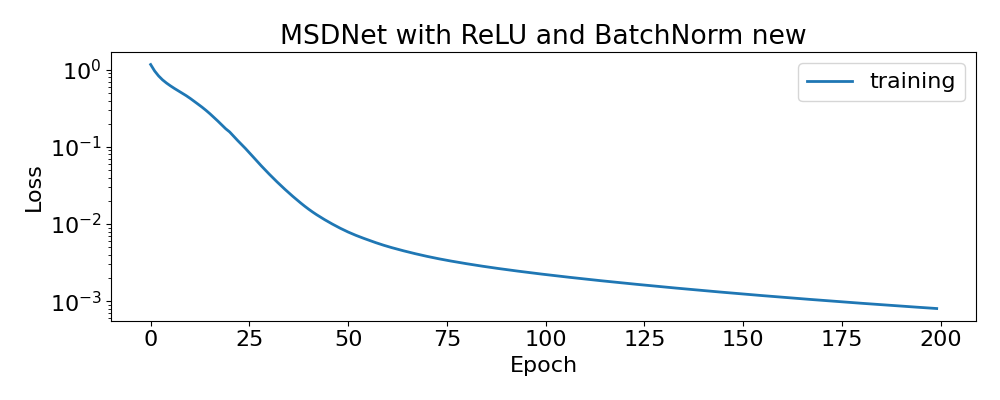 MSDNet with ReLU and BatchNorm new
training
Loss
10⁰
10⁻¹
10⁻²
10⁻³
0 25 50 75 100 125 150 175 200
Epoch